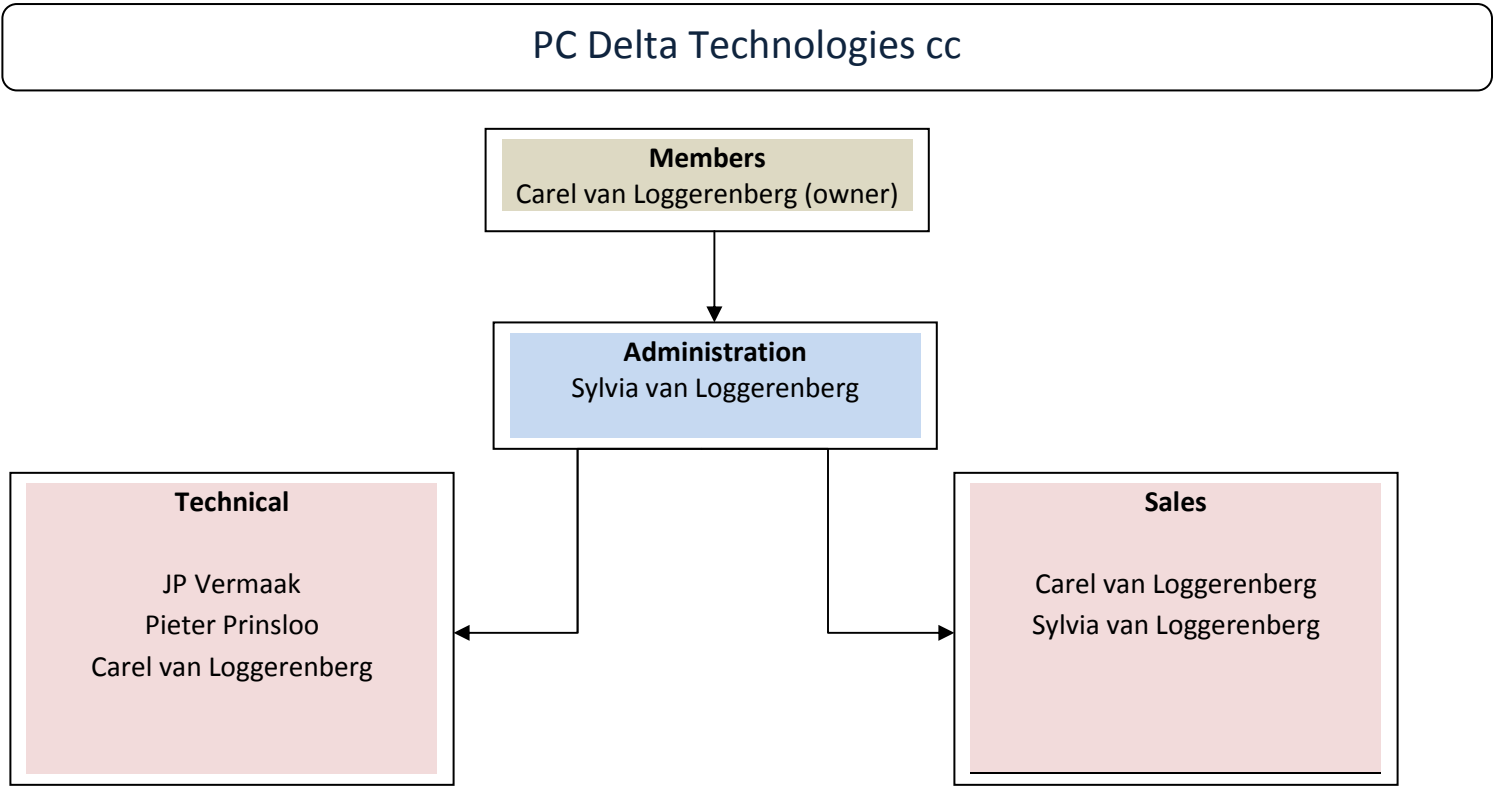 PC Delta Technologies cc
Members
Carel van Loggerenberg (owner)
Administration
Sylvia van Loggerenberg
Technical
JP Vermaak
Pieter Prinsloo
Carel van Loggerenberg
Sales
Carel van Loggerenberg
Sylvia van Loggerenberg